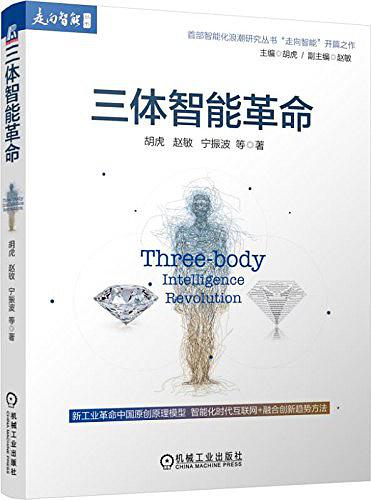 走向智能丛书
首部智能化浪潮研究丛书“走向智能”开篇之作
主编 胡虎 / 副主编 赵敏
三体智能革命
胡虎 赵敏 宁振波 等◎著
Three-body
Intelligence
Revolution
新工业革命中国原创原理模型 智能化时代互联网+融合创新趋势方法
机械工业出版社
CHINA MACHINE PRESS
三体智能革命
胡虎 赵敏 宁振波 等◎著
机械工业出版社